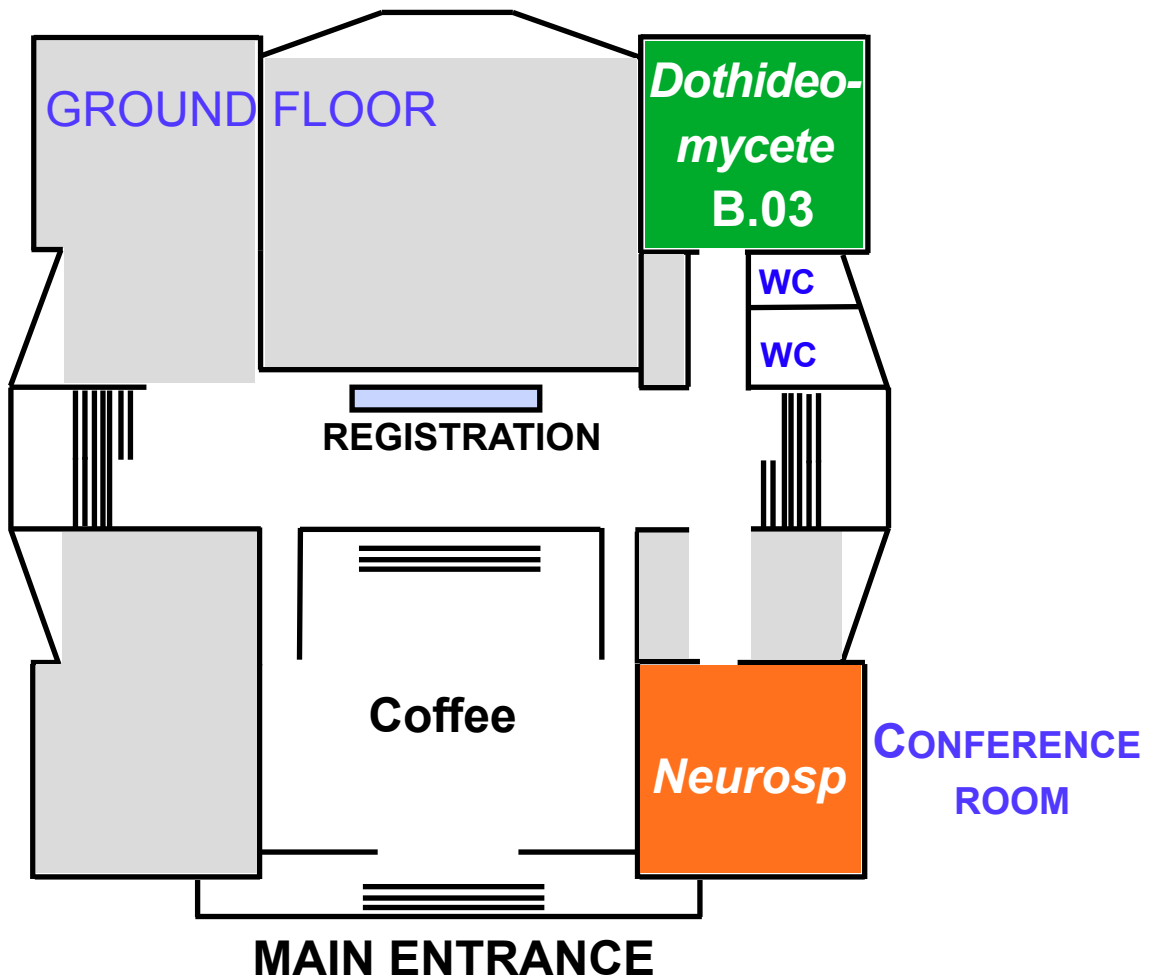 GROUND FLOOR
Dothideo-
mycete
B.03
WC
WC
REGISTRATION
Coffee
Neurosp
CONFERENCE
ROOM
MAIN ENTRANCE